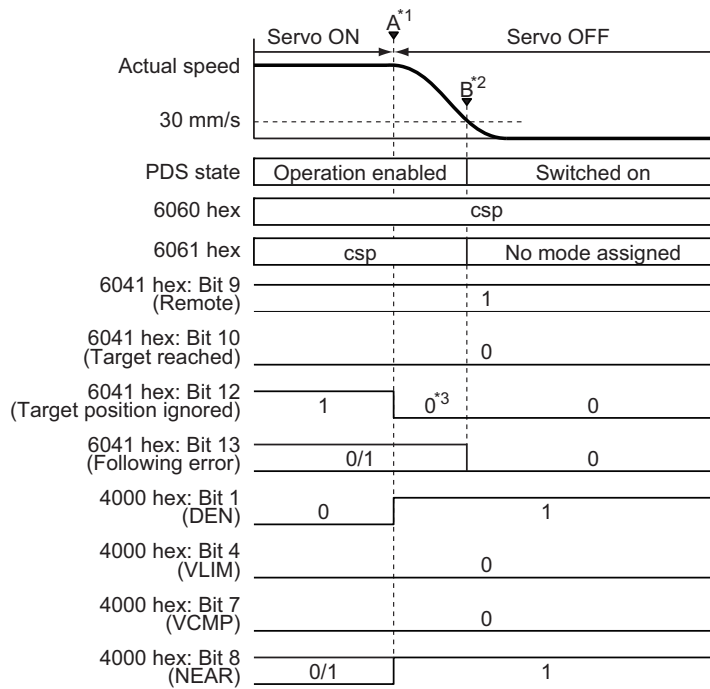 A*1
Servo ON
Servo OFF
Actual speed
B*2
30 mm/s
PDS state
Operation enabled
Switched on
6060 hex
csp
6061 hex
csp
No mode assigned
6041 hex: Bit 9
(Remote)
1
6041 hex: Bit 10
(Target reached)
0
6041 hex: Bit 12
(Target position ignored)
1
0*3
0
6041 hex: Bit 13
(Following error)
0/1
0
4000 hex: Bit 1
(DEN)
0
1
4000 hex: Bit 4
(VLIM)
0
4000 hex: Bit 7
(VCMP)
0
4000 hex: Bit 8
(NEAR)
0/1
1